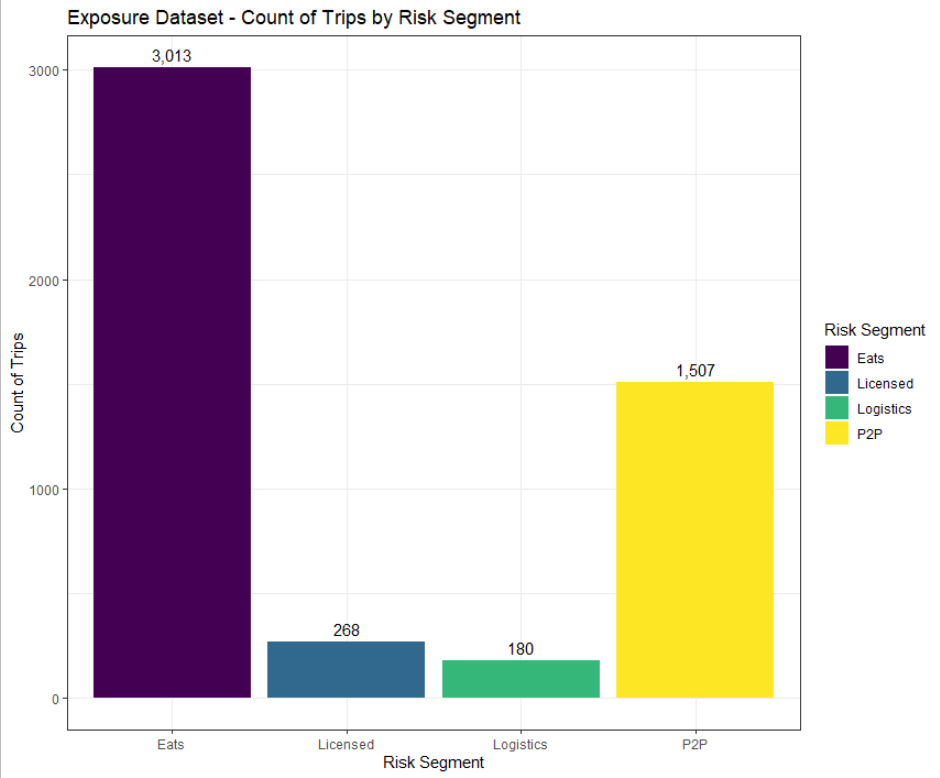 Exposure Dataset - Count of Trips by Risk Segment
3,013
3000
2000
Count of Trips
Risk Segment
Eats
Licensed
Logistics
P2P
1,507
1000
268
180
0
Eats Licensed Logistics P2P
Risk Segment